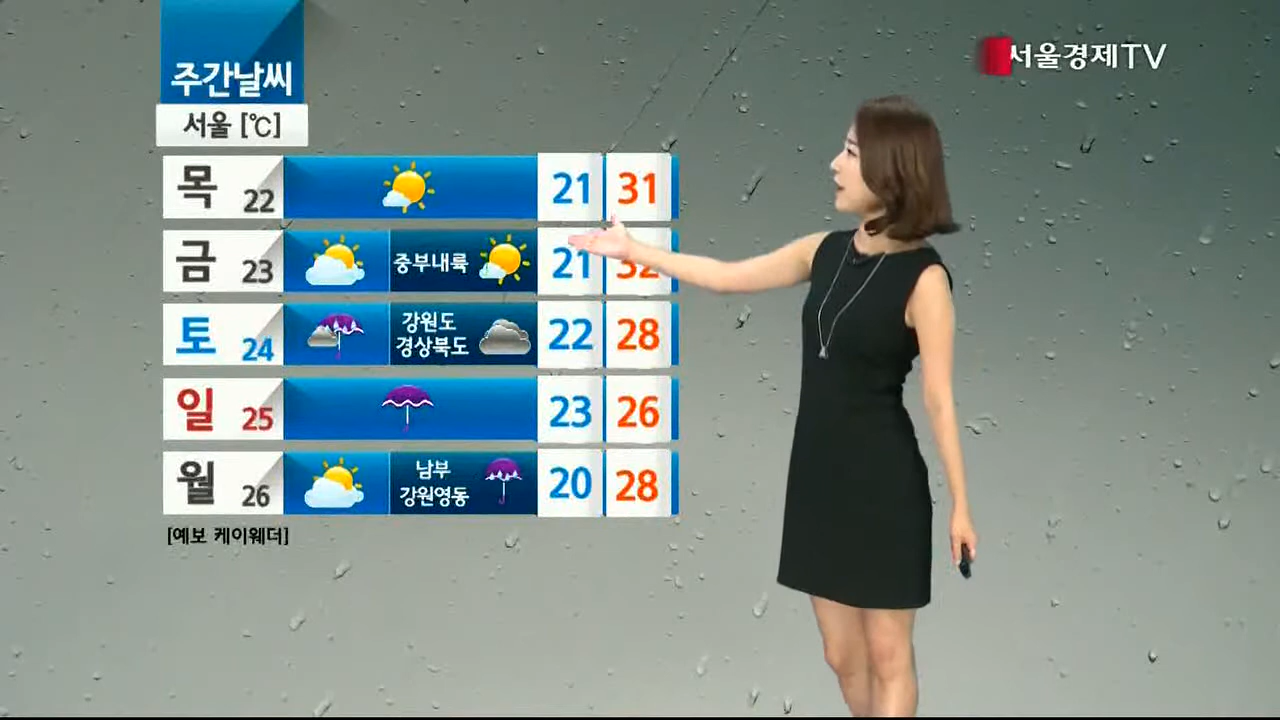 주간날씨
서울경제TV
서울 [℃]
목 22 21 31
금 23 중부내륙 21 32
토 24 강원도 경상북도 22 28
일 25 23 26
월 26 남부 강원영동 20 28
[예보 케이웨더]